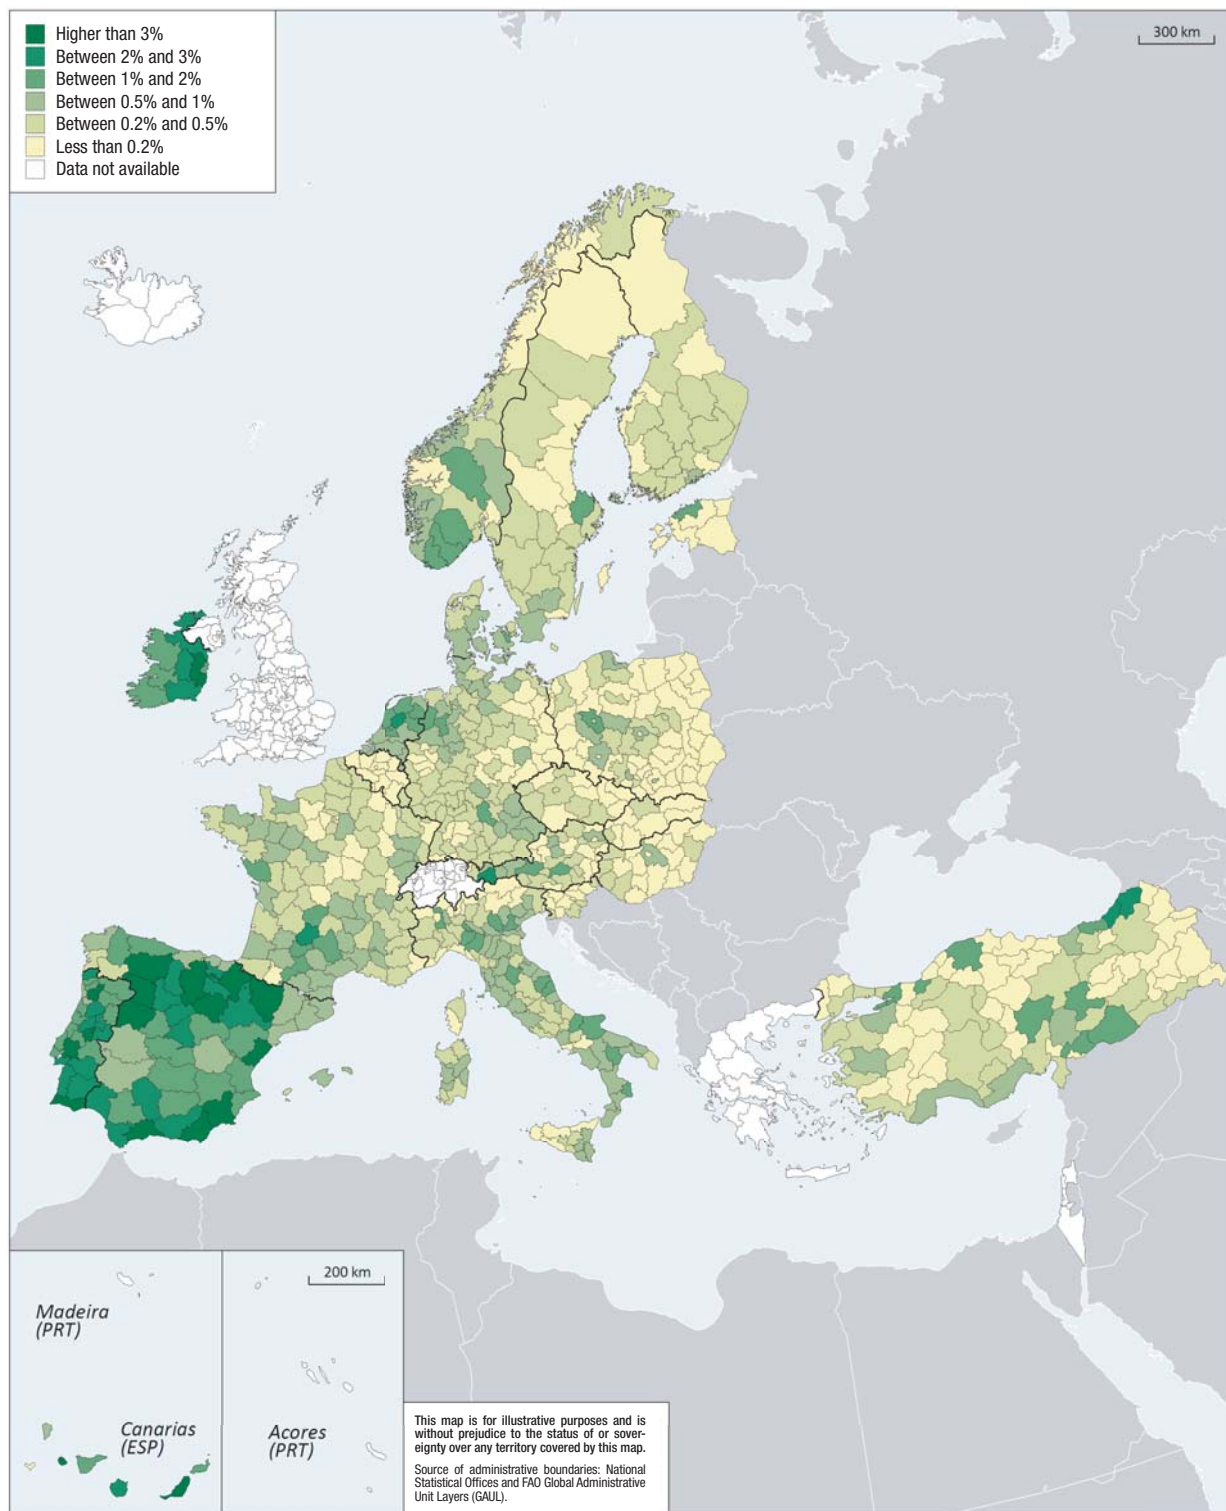 Higher than 3%
Between 2% and 3%
Between 1% and 2%
Between 0.5% and 1%
Between 0.2% and 0.5%
Less than 0.2%
Data not available
300 km
200 km
Madeira
(PRT)
Canarias
(ESP)
Acores
(PRT)
This map is for illustrative purposes and is
without prejudice to the status of or sover-
eignty over any territory covered by this map.
Source of administrative boundaries: National
Statistical Offices and FAO Global Administrative
Unit Layers (GAUL).